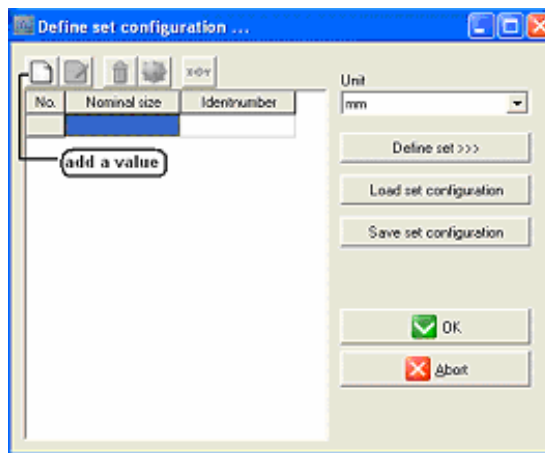 Define set configuration ...
Unit
No. Nominal size Identnumber
mm
add a value
Define set >>>
Load set configuration
Save set configuration
OK
Abort